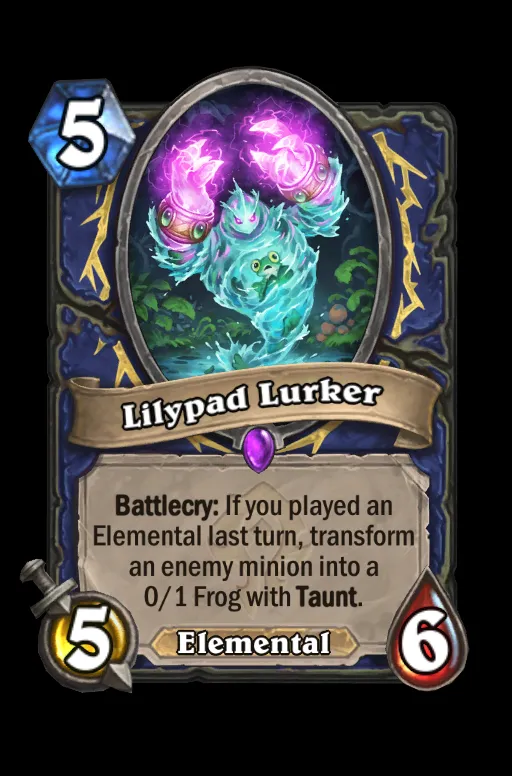 5
Lilypad Lurker
Battlecry: If you played an
Elemental last turn, transform
an enemy minion into a
0/1 Frog with Taunt.
5
Elemental
6